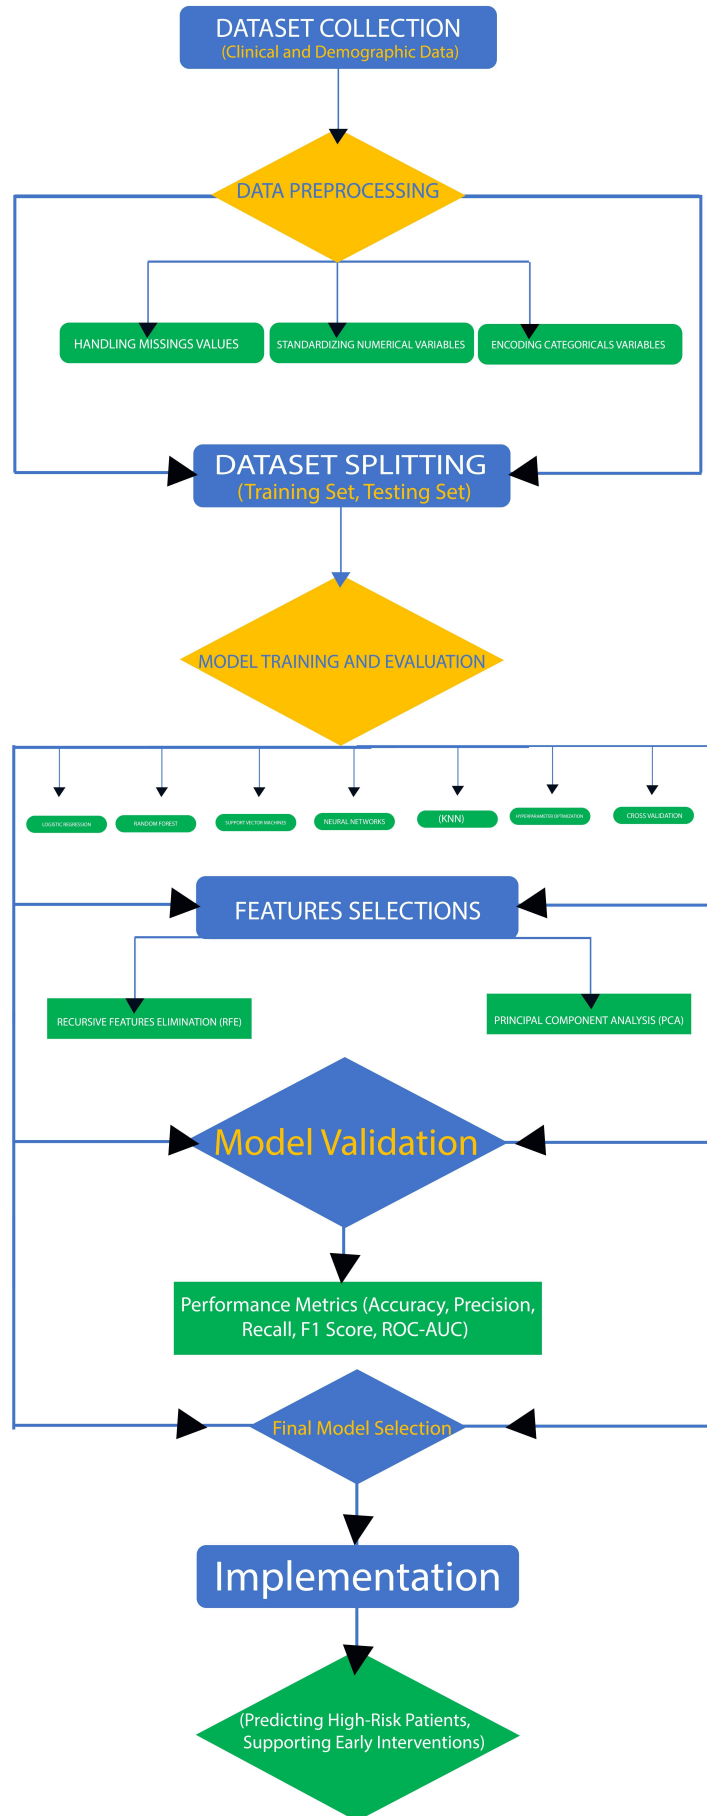 DATASET COLLECTION
(Clinical and Demographic Data)
DATA PREPROCESSING
HANDLING MISSINGS VALUES
STANDARDIZING NUMERICAL VARIABLES
ENCODING CATEGORICALS VARIABLES
DATASET SPLITTING
(Training Set, Testing Set)
MODEL TRAINING AND EVALUATION
LOGISTIC REGRESSION
RANDOM FOREST
SUPPORT VECTOR MACHINES
NEURAL NETWORKS
(KNN)
HYPERPARAMETER OPTIMIZATION
CROSS VALIDATION
FEATURES SELECTIONS
RECURSIVE FEATURES ELIMINATION (RFE)
PRINCIPAL COMPONENT ANALYSIS (PCA)
Model Validation
Performance Metrics (Accuracy, Precision,
Recall, F1 Score, ROC-AUC)
Final Model Selection
Implementation
(Predicting High-Risk Patients,
Supporting Early Interventions)